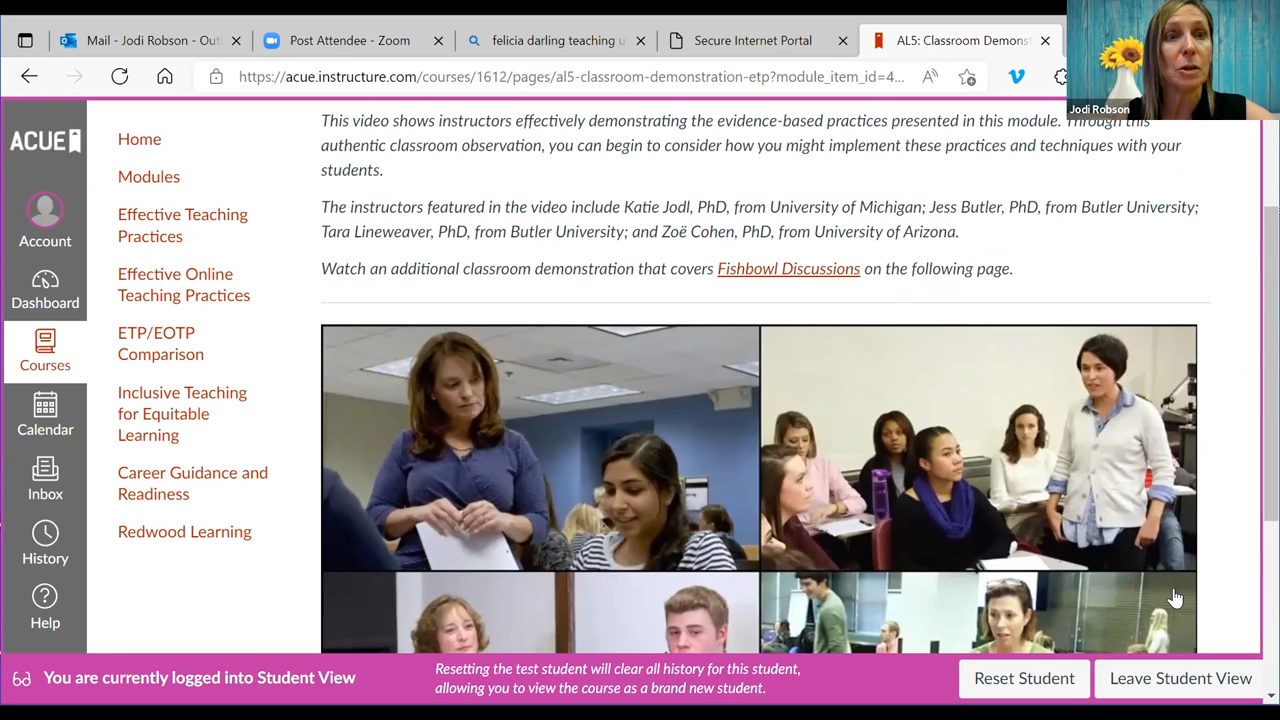 Mail - Jodi Robson - Out
Post Attendee - Zoom
felicia darling teaching u
Secure Internet Portal
AL5: Classroom Demonst
https://acue.instructure.com/courses/1612/pages/al5-classroom-demonstration-etp?module_item_id=4...
Jodi Robson
ACUE
Account
Dashboard
Courses
Calendar
Inbox
History
Help
Home
Modules
Effective Teaching
Practices
Effective Online
Teaching Practices
ETP/EOTP
Comparison
Inclusive Teaching
for Equitable
Learning
Career Guidance and
Readiness
Redwood Learning
This video shows instructors effectively demonstrating the evidence-based practices presented in this module. Through this
authentic classroom observation, you can begin to consider how you might implement these practices and techniques with your
students.
The instructors featured in the video include Katie Jodl, PhD, from University of Michigan; Jess Butler, PhD, from Butler University;
Tara Lineweaver, PhD, from Butler University; and Zoë Cohen, PhD, from University of Arizona.
Watch an additional classroom demonstration that covers Fishbowl Discussions on the following page.
You are currently logged into Student View
Resetting the test student will clear all history for this student,
allowing you to view the course as a brand new student.
Reset Student
Leave Student View